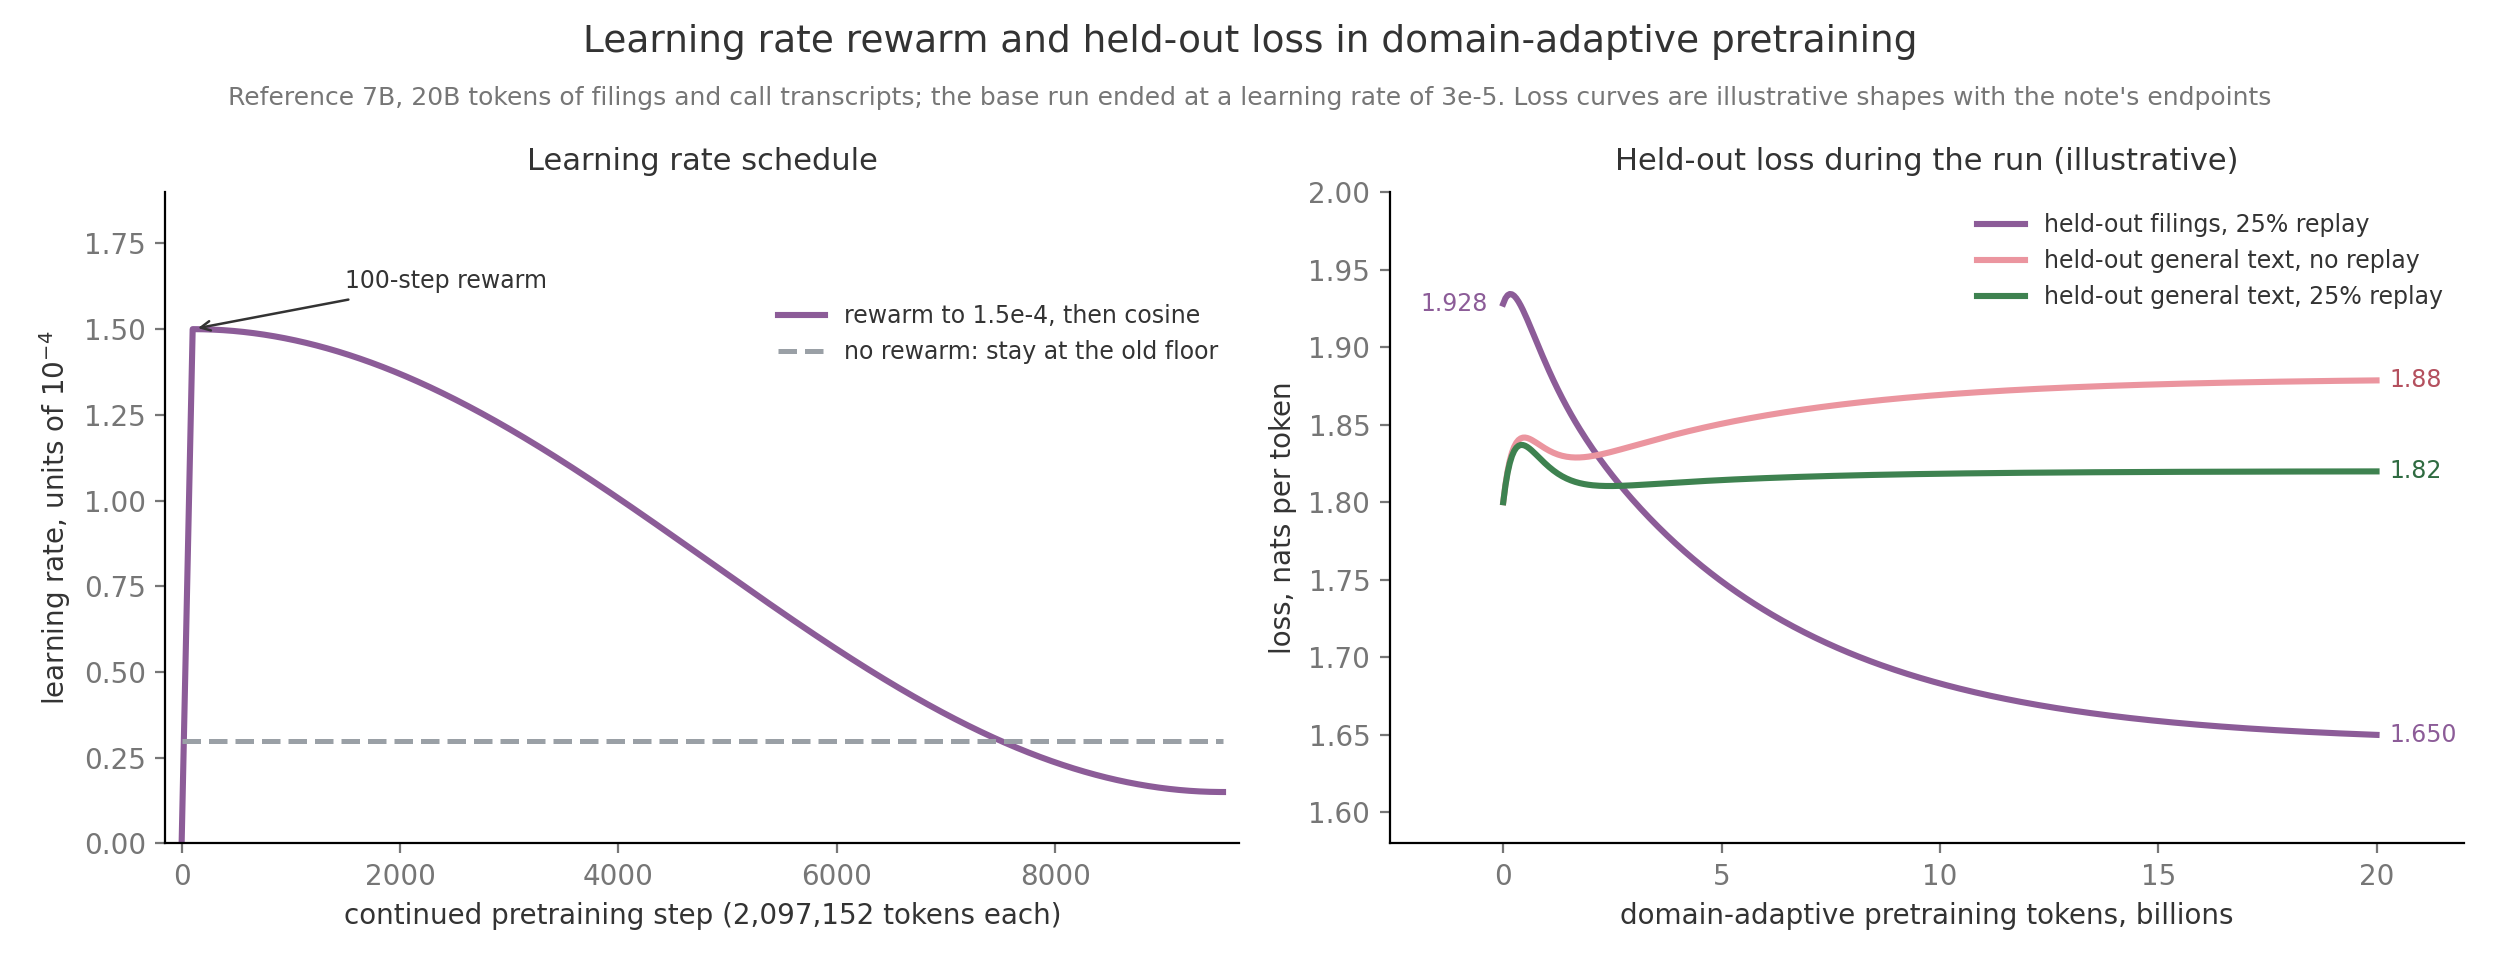 Learning rate rewarm and held-out loss in domain-adaptive pretraining
Reference 7B, 20B tokens of filings and call transcripts; the base run ended at a learning rate of 3e-5. Loss curves are illustrative shapes with the note's endpoints
Learning rate schedule
learning rate, units of 10⁻⁴
1.75
1.50
1.25
1.00
0.75
0.50
0.25
0.00
100-step rewarm
rewarm to 1.5e-4, then cosine
no rewarm: stay at the old floor
0
2000
4000
6000
8000
continued pretraining step (2,097,152 tokens each)
Held-out loss during the run (illustrative)
loss, nats per token
2.00
1.95
1.90
1.85
1.80
1.75
1.70
1.65
1.60
held-out filings, 25% replay
held-out general text, no replay
held-out general text, 25% replay
1.928
1.88
1.82
1.650
0
5
10
15
20
domain-adaptive pretraining tokens, billions